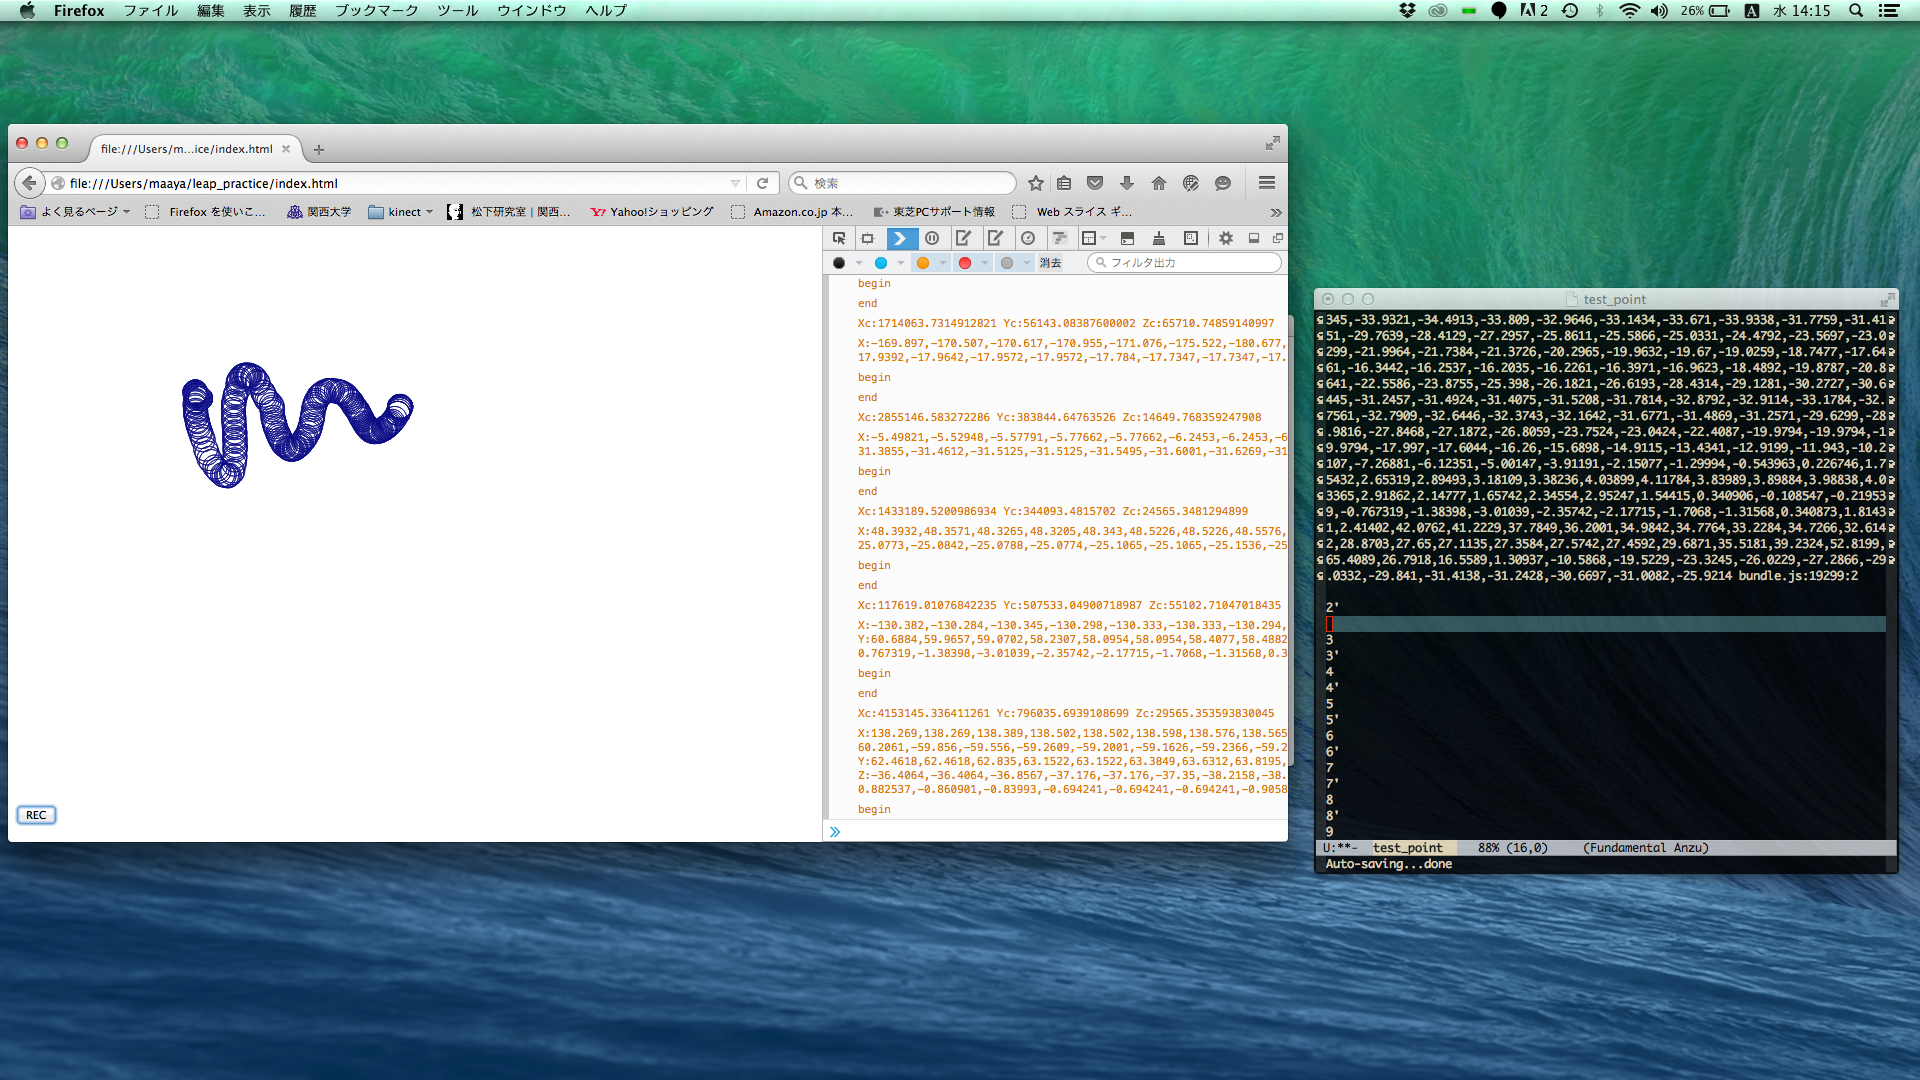 Firefox ファイル 編集 表示 履歴 ブックマーク ツール ウインドウ ヘルプ
2 26% A 水 14:15
file:///Users/m...ice/index.html
file:///Users/maaya/leap_practice/index.html
検索
よく見るページ Firefox を使いこ... 関西大学 kinect 松下研究室 | 関西... Yahoo!ショッピング Amazon.co.jp 本... 東芝PCサポート情報 Web スライス ギ...
消去 フィルタ出力
begin
end
Xc:1714063.7314912821 Yc:56143.08387600002 Zc:65710.74859140997
X:-169.897,-170.507,-170.617,-170.955,-171.076,-175.522,-180.677,
17.9392,-17.9642,-17.9572,-17.9572,-17.784,-17.7347,-17.7347,-17.
begin
end
Xc:2855146.583272286 Yc:383844.64763526 Zc:14649.768359247908
X:-5.49821,-5.52948,-5.57791,-5.77662,-5.77662,-6.2453,-6.2453,-6
31.3855,-31.4612,-31.5125,-31.5125,-31.5495,-31.6001,-31.6269,-31
begin
end
Xc:1433189.5200986934 Yc:344093.4815702 Zc:24565.3481294899
X:48.3932,48.3571,48.3265,48.3205,48.343,48.5226,48.5226,48.5576,
25.0773,-25.0842,-25.0788,-25.0774,-25.1065,-25.1065,-25.1536,-25
begin
end
Xc:117619.01076842235 Yc:507533.04900718987 Zc:55102.71047018435
X:-130.382,-130.284,-130.345,-130.298,-130.333,-130.333,-130.294,
Y:60.6884,59.9657,59.0702,58.2307,58.0954,58.0954,58.4077,58.4882
0.767319,-1.38398,-3.01039,-2.35742,-2.17715,-1.7068,-1.31568,0.3
begin
end
Xc:4153145.336411261 Yc:796035.6939108699 Zc:29565.353593830045
X:138.269,138.269,138.389,138.502,138.502,138.598,138.576,138.565
60.2061,-59.856,-59.556,-59.2609,-59.2001,-59.1626,-59.2366,-59.2
Y:62.4618,62.4618,62.835,63.1522,63.1522,63.3849,63.6312,63.8195,
Z:-36.4064,-36.4064,-36.8567,-37.176,-37.176,-37.35,-38.2158,-38.
0.882537,-0.860901,-0.83993,-0.694241,-0.694241,-0.694241,-0.9058
begin
REC
test_point
345,-33.9321,-34.4913,-33.809,-32.9646,-33.1434,-33.671,-33.9338,-31.7759,-31.41
51,-29.7639,-28.4129,-27.2957,-25.8611,-25.5866,-25.0331,-24.4792,-23.5697,-23.0
299,-21.9964,-21.7384,-21.3726,-20.2965,-19.9632,-19.67,-19.0259,-18.7477,-17.64
61,-16.3442,-16.2537,-16.2035,-16.2261,-16.3971,-16.9623,-18.4892,-19.8787,-20.8
641,-22.5586,-23.8755,-25.398,-26.1821,-26.6193,-28.4314,-29.1281,-30.2727,-30.6
445,-31.2457,-31.4924,-31.4075,-31.5208,-31.7814,-32.8792,-32.9114,-33.1784,-32.
7561,-32.7909,-32.6446,-32.3743,-32.1642,-31.6771,-31.4869,-31.2571,-29.6299,-28
.9816,-27.8468,-27.1872,-26.8059,-23.7524,-23.0424,-22.4087,-19.9794,-19.9794,-1
9.9794,-17.997,-17.6044,-16.26,-15.6898,-14.9115,-13.4341,-12.9199,-11.943,-10.2
107,-7.26881,-6.12351,-5.00147,-3.91191,-2.15077,-1.29994,-0.543963,0.226746,1.7
5432,2.65319,2.89493,3.18109,3.38236,4.03899,4.11784,3.83989,3.89884,3.98838,4.0
3365,2.91862,2.14777,1.65742,2.34554,2.95247,1.54415,0.340906,-0.108547,-0.21953
9,-0.767319,-1.38398,-3.01039,-2.35742,-2.17715,-1.7068,-1.31568,0.340873,1.8143
1,2.41402,42.0762,41.2229,37.7849,36.2001,34.9842,34.7764,33.2284,34.7266,32.614
2,28.8703,27.65,27.1135,27.3584,27.5742,27.4592,29.6871,35.5181,39.2324,52.8199,
65.4089,26.7918,16.5589,1.30937,-10.5868,-19.5229,-23.3245,-26.0229,-27.2866,-29
.0332,-29.841,-31.4138,-31.2428,-30.6697,-31.0082,-25.9214 bundle.js:19299:2
2'
3
3'
4
4'
5
5'
6
6'
7
7'
8
8'
9
U:**- test_point 88% (16,0) (Fundamental Anzu)
Auto-saving...done